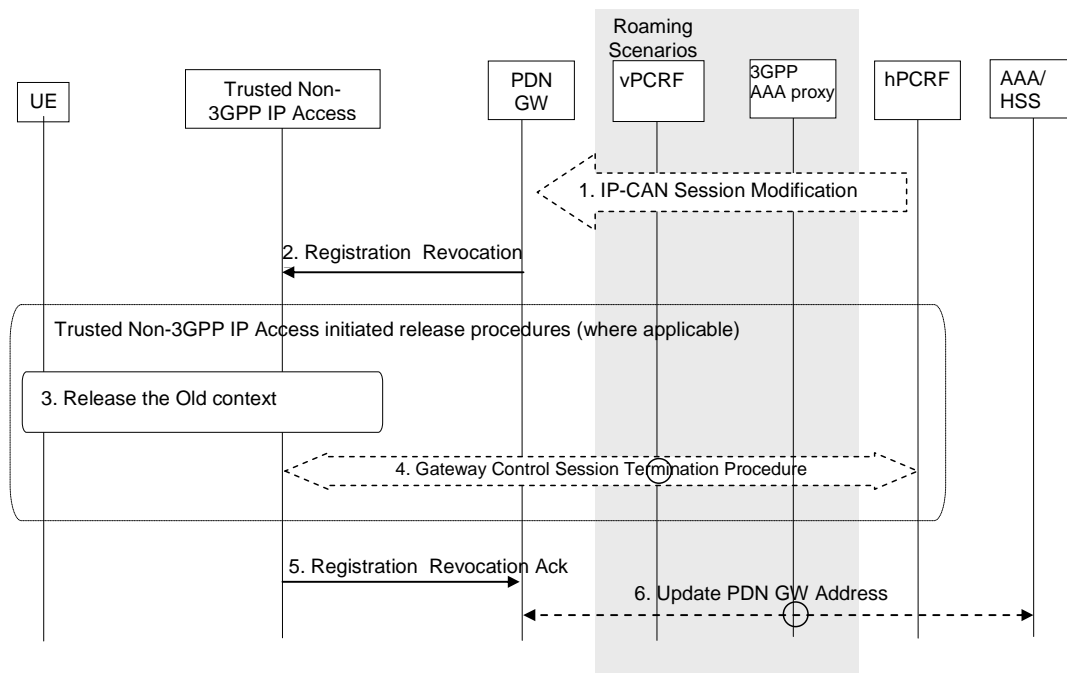 Roaming
Scenarios
UE
Trusted Non-
3GPP IP Access
PDN
GW
vPCRF
3GPP
AAA proxy
hPCRF
AAA/
HSS
1. IP-CAN Session Modification
2. Registration Revocation
Trusted Non-3GPP IP Access initiated release procedures (where applicable)
3. Release the Old context
4. Gateway Control Session Termination Procedure
5. Registration Revocation Ack
6. Update PDN GW Address